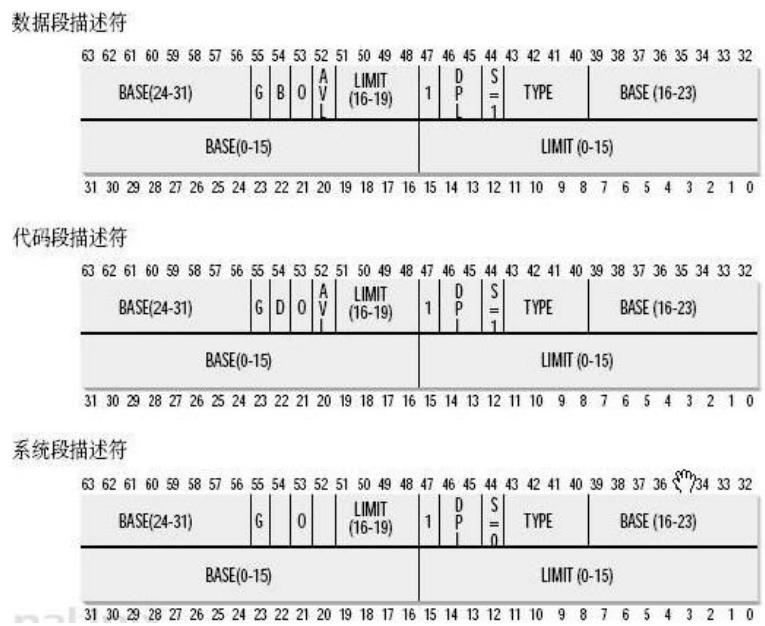 数据段描述符
63 62 61 60 59 58 57 56 55 54 53 52 51 50 49 48 47 46 45 44 43 42 41 40 39 38 37 36 35 34 33 32
BASE(24-31) G B 0 AVL LIMIT (16-19) 1 DPL S=1 TYPE BASE (16-23)
BASE(0-15) LIMIT (0-15)
31 30 29 28 27 26 25 24 23 22 21 20 19 18 17 16 15 14 13 12 11 10 9 8 7 6 5 4 3 2 1 0
代码段描述符
63 62 61 60 59 58 57 56 55 54 53 52 51 50 49 48 47 46 45 44 43 42 41 40 39 38 37 36 35 34 33 32
BASE(24-31) G D 0 AVL LIMIT (16-19) 1 DPL S=1 TYPE BASE (16-23)
BASE(0-15) LIMIT (0-15)
31 30 29 28 27 26 25 24 23 22 21 20 19 18 17 16 15 14 13 12 11 10 9 8 7 6 5 4 3 2 1 0
系统段描述符
63 62 61 60 59 58 57 56 55 54 53 52 51 50 49 48 47 46 45 44 43 42 41 40 39 38 37 36 34 33 32
BASE(24-31) G 0 LIMIT (16-19) 1 DPL S=0 TYPE BASE (16-23)
BASE(0-15) LIMIT (0-15)
31 30 29 28 27 26 25 24 23 22 21 20 19 18 17 16 15 14 13 12 11 10 9 8 7 6 5 4 3 2 1 0